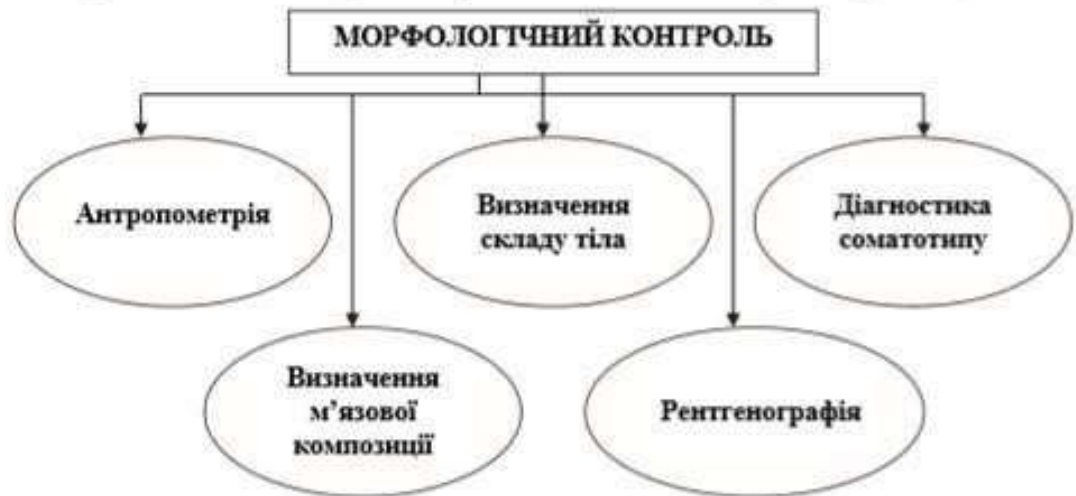 МОРФОЛОГІЧНИЙ КОНТРОЛЬ
Антропометрія
Визначення
складу тіла
Діагностика
соматотипу
Визначення
м’язової
композиції
Рентгенографія